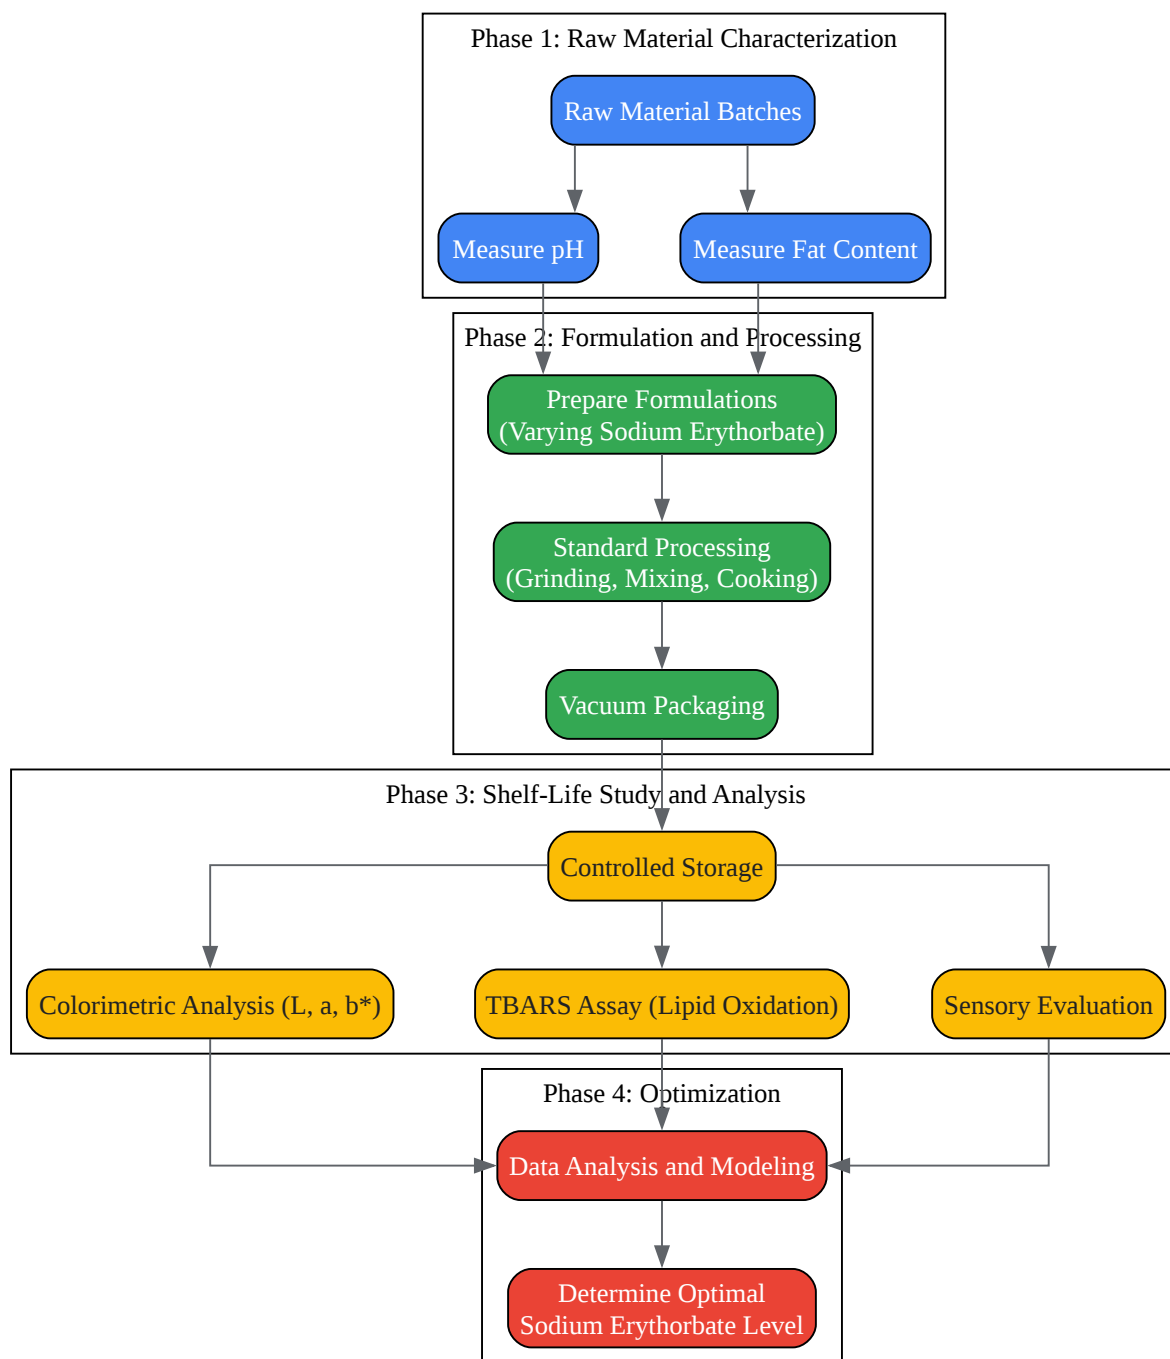 Phase 1: Raw Material Characterization
Raw Material Batches
Measure pH
Measure Fat Content
Phase 2: Formulation and Processing
Prepare Formulations
(Varying Sodium Erythorbate)
Standard Processing
(Grinding, Mixing, Cooking)
Vacuum Packaging
Phase 3: Shelf-Life Study and Analysis
Controlled Storage
Colorimetric Analysis (L, a, b*)
TBARS Assay (Lipid Oxidation)
Sensory Evaluation
Phase 4: Optimization
Data Analysis and Modeling
Determine Optimal
Sodium Erythorbate Level